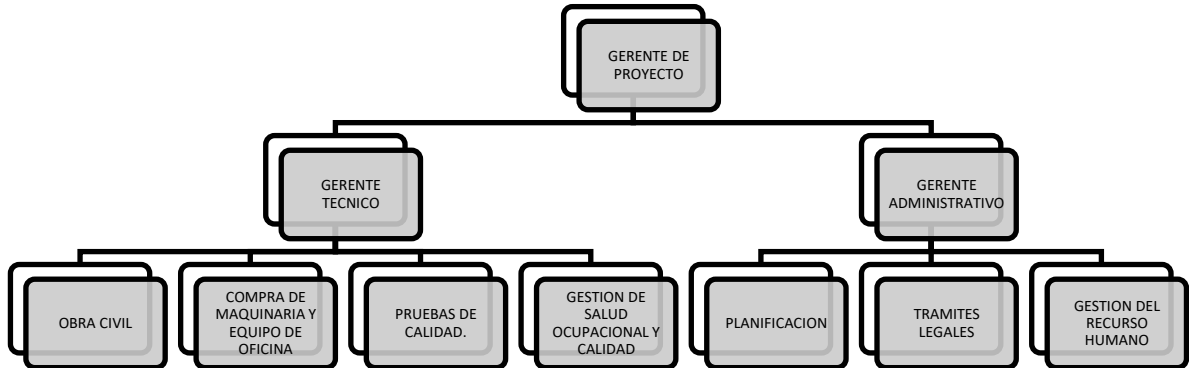 GERENTE DE
PROYECTO
GERENTE
TECNICO
GERENTE
ADMINISTRATIVO
OBRA CIVIL
COMPRA DE
MAQUINARIA Y
EQUIPO DE
OFICINA
PRUEBAS DE
CALIDAD.
GESTION DE
SALUD
OCUPACIONAL Y
CALIDAD
PLANIFICACION
TRAMITES
LEGALES
GESTION DEL
RECURSO
HUMANO